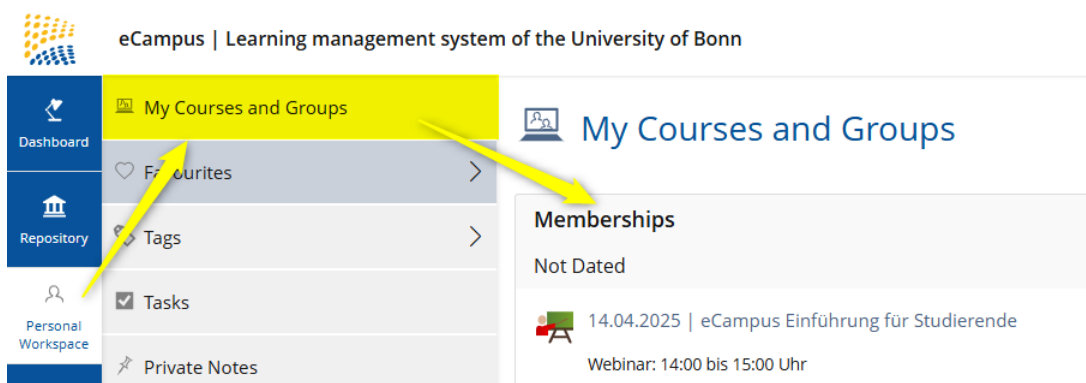 eCampus | Learning management system of the University of Bonn
Dashboard
Repository
Personal
Workspace
My Courses and Groups
Favourites
Tags
Tasks
Private Notes
My Courses and Groups
Memberships
Not Dated
14.04.2025 | eCampus Einführung für Studierende
Webinar: 14:00 bis 15:00 Uhr